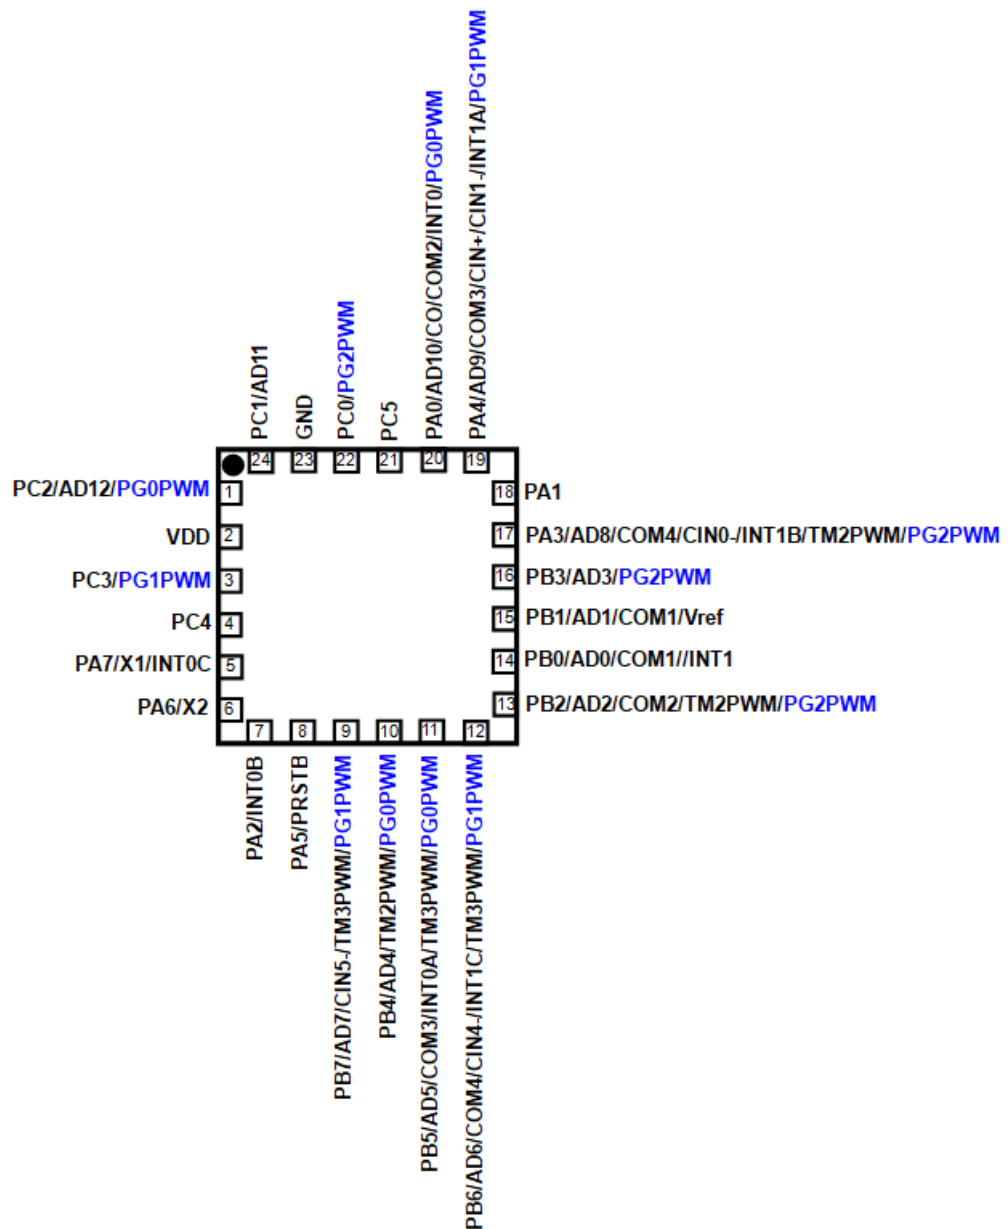 PC1/AD11
GND
PC0/PG2PWM
PC5
PA0/AD10/CO/COM2/INT0/PG0PWM
PA4/AD9/COM3/CIN+/CIN1-/INT1A/PG1PWM
24
23
22
21
20
19
PC2/AD12/PG0PWM
1
VDD
2
PC3/PG1PWM
3
PC4
4
PA7/X1/INT0C
5
PA6/X2
6
18
PA1
17
PA3/AD8/COM4/CIN0-/INT1B/TM2PWM/PG2PWM
16
PB3/AD3/PG2PWM
15
PB1/AD1/COM1/Vref
14
PB0/AD0/COM1//INT1
13
PB2/AD2/COM2/TM2PWM/PG2PWM
7
8
9
10
11
12
PA2/INT0B
PA5/PRSTB
PB7/AD7/CIN5-/TM3PWM/PG1PWM
PB4/AD4/TM2PWM/PG0PWM
PB5/AD5/COM3/INT0A/TM3PWM/PG0PWM
PB6/AD6/COM4/CIN4-/INT1C/TM3PWM/PG1PWM